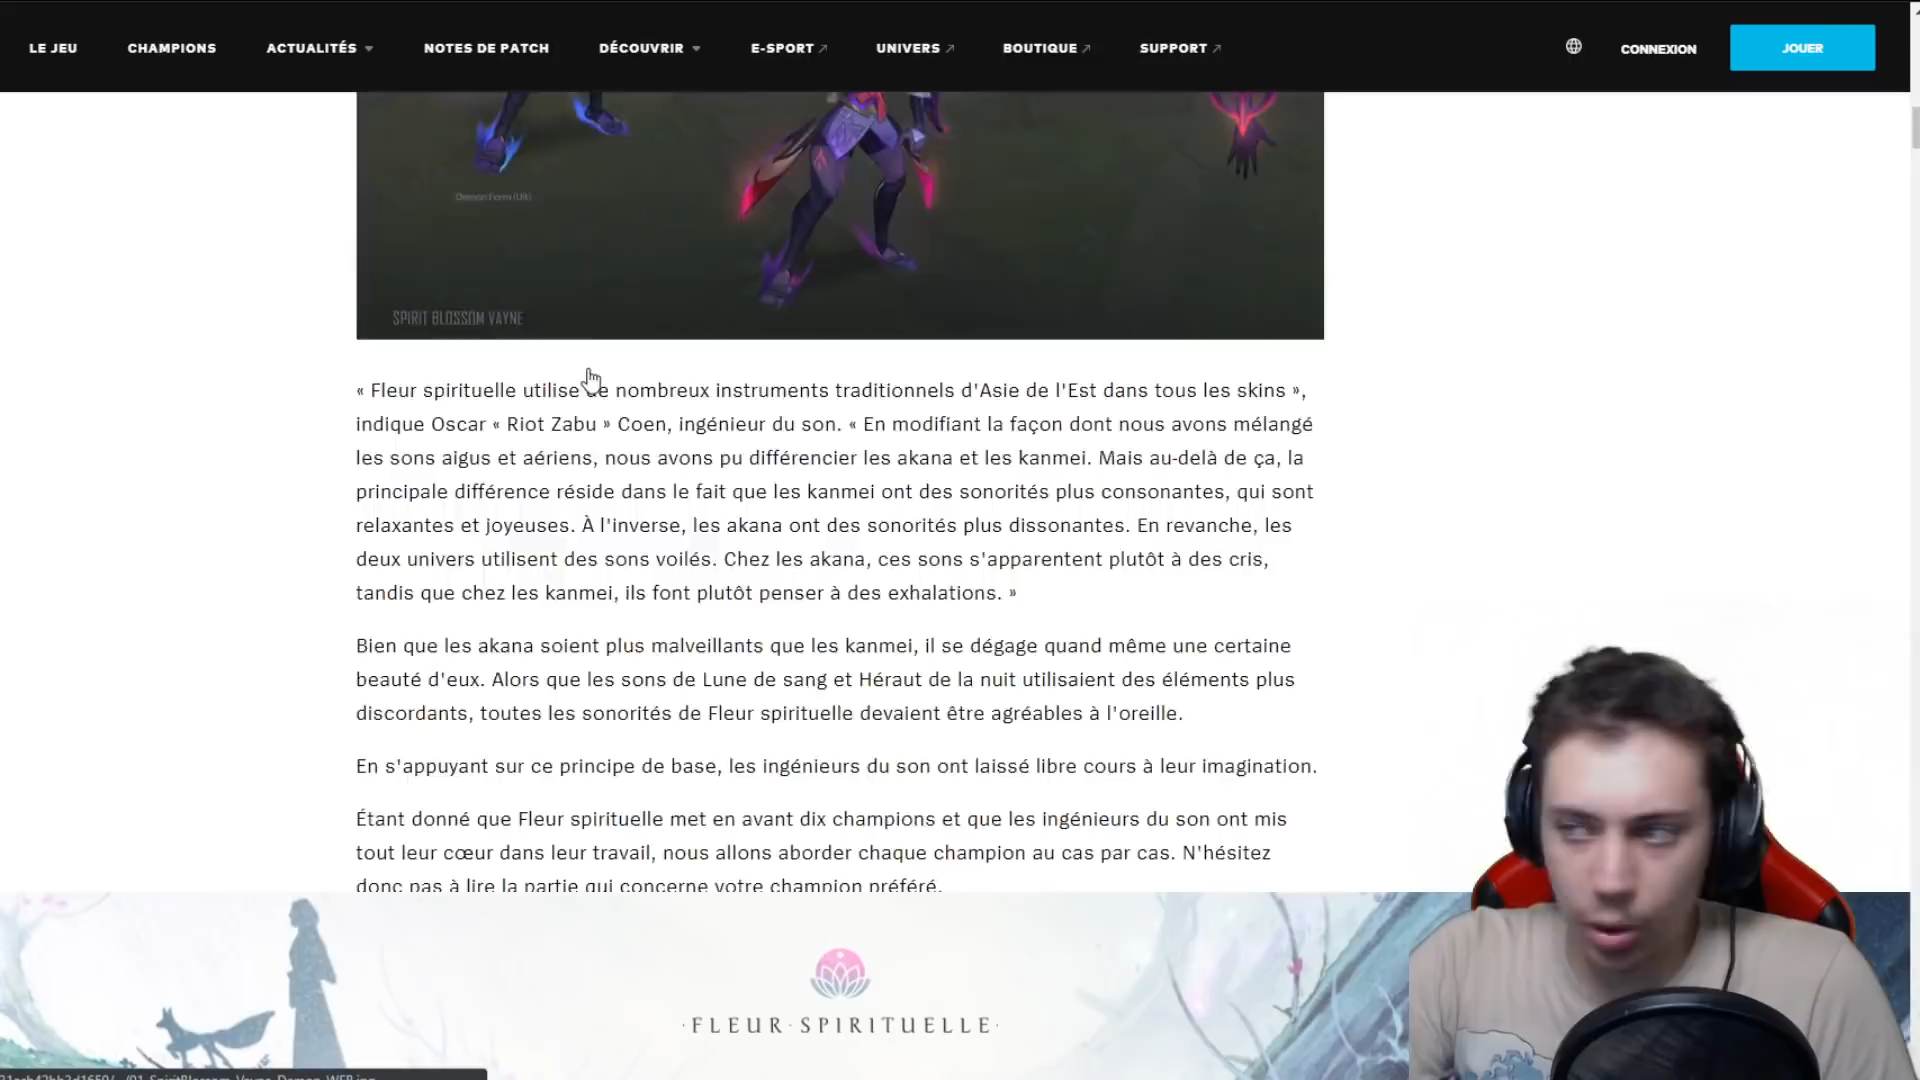 LE JEU CHAMPIONS ACTUALITÉS NOTES DE PATCH DÉCOUVRIR E-SPORT UNIVERS BOUTIQUE SUPPORT CONNEXION JOUER
Demon Form (Ult)
SPIRIT BLOSSOM VAYNE
« Fleur spirituelle utilise de nombreux instruments traditionnels d'Asie de l'Est dans tous les skins »,
indique Oscar « Riot Zabu » Coen, ingénieur du son. « En modifiant la façon dont nous avons mélangé
les sons aigus et aériens, nous avons pu différencier les akana et les kanmei. Mais au-delà de ça, la
principale différence réside dans le fait que les kanmei ont des sonorités plus consonantes, qui sont
relaxantes et joyeuses. À l'inverse, les akana ont des sonorités plus dissonantes. En revanche, les
deux univers utilisent des sons voilés. Chez les akana, ces sons s'apparentent plutôt à des cris,
tandis que chez les kanmei, ils font plutôt penser à des exhalations. »
Bien que les akana soient plus malveillants que les kanmei, il se dégage quand même une certaine
beauté d'eux. Alors que les sons de Lune de sang et Héraut de la nuit utilisaient des éléments plus
discordants, toutes les sonorités de Fleur spirituelle devaient être agréables à l'oreille.
En s'appuyant sur ce principe de base, les ingénieurs du son ont laissé libre cours à leur imagination.
Étant donné que Fleur spirituelle met en avant dix champions et que les ingénieurs du son ont mis
tout leur cœur dans leur travail, nous allons aborder chaque champion au cas par cas. N'hésitez
donc pas à lire la partie qui concerne votre champion préféré.
·FLEUR·SPIRITUELLE·